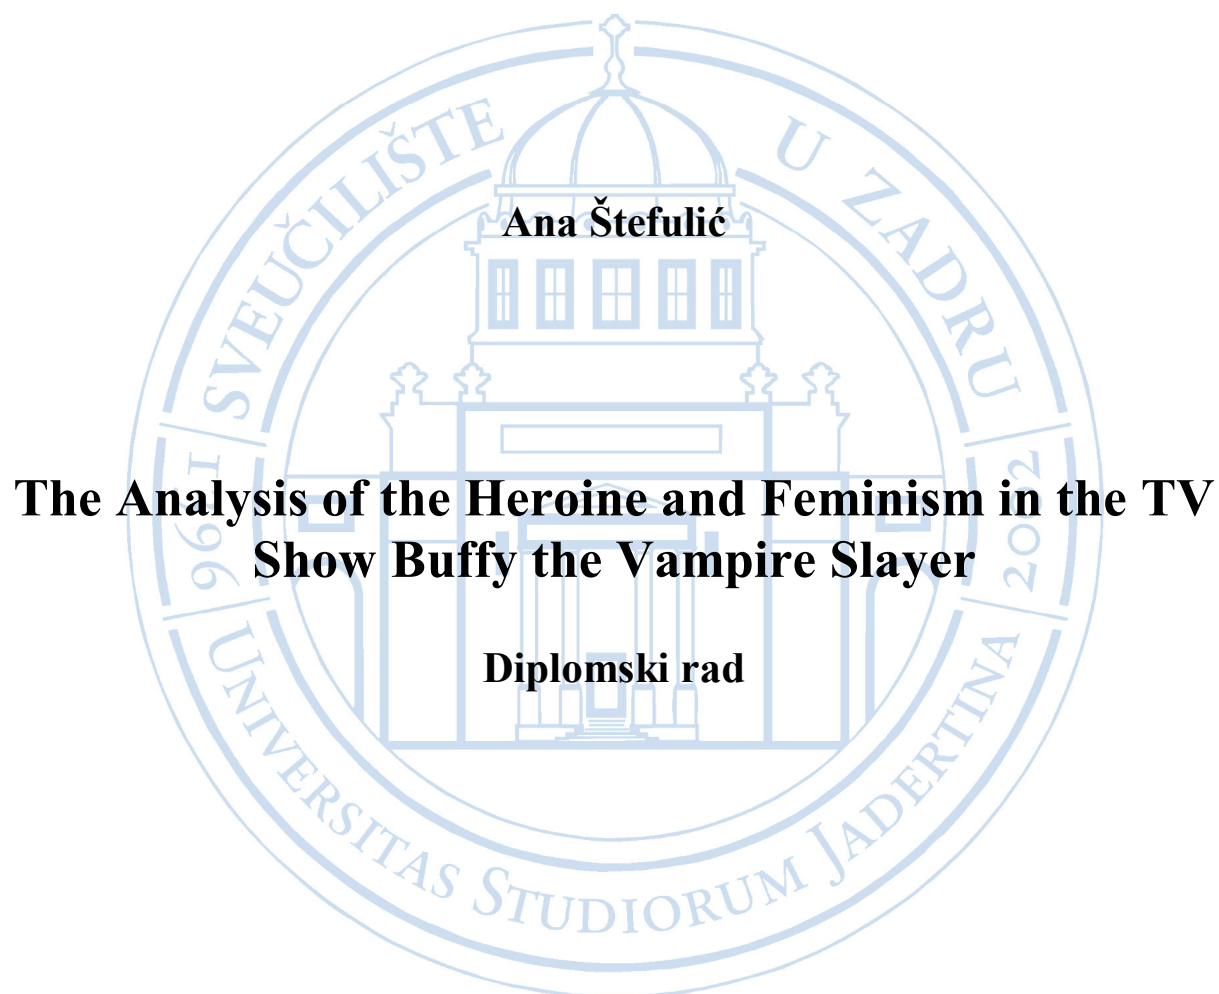 SVEUČILIŠTE U ZADRU
Ana Štefulić
The Analysis of the Heroine and Feminism in the TV
Show Buffy the Vampire Slayer
Diplomski rad
1396
2002
UNIVERSITAS STUDIORUM JADERTINA